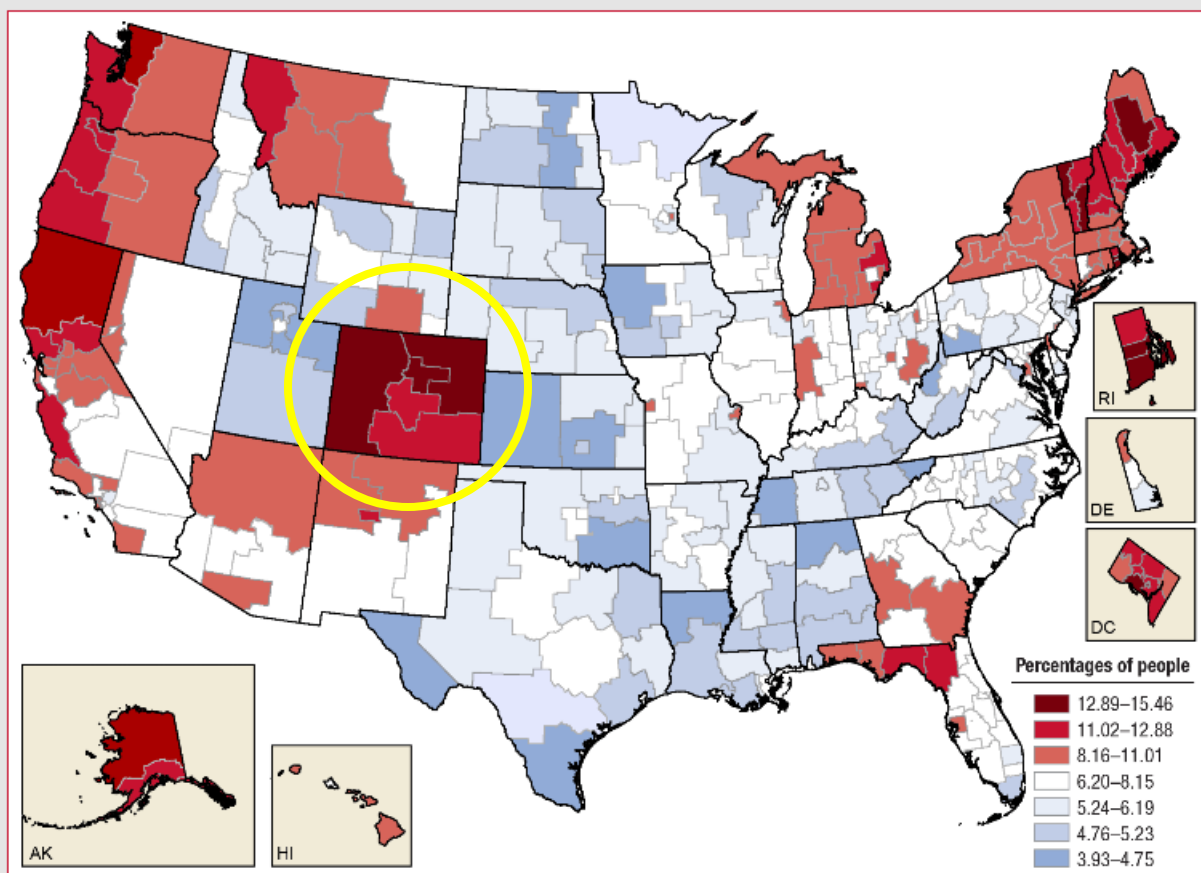 RI
DE
DC
AK
HI
Percentages of people
12.89–15.46
11.02–12.88
8.16–11.01
6.20–8.15
5.24–6.19
4.76–5.23
3.93–4.75